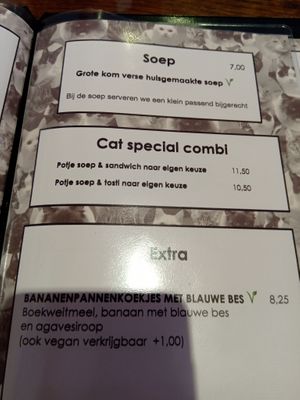 Soep
7.00
Grote kom verse huisgemaakte soep V
Bij de soep serveren we een klein passend bijgerecht
Cat special combi
Potje soep & sandwich naar eigen keuze 11,50
Potje soep & tosti naar eigen keuze 10,50
Extra
BANANENPANNENKOEKJES MET BLAUWE BES V 8,25
Boekweitmeel, banaan met blauwe bes
en agavesiroop
(ook vegan verkrijgbaar +1,00)